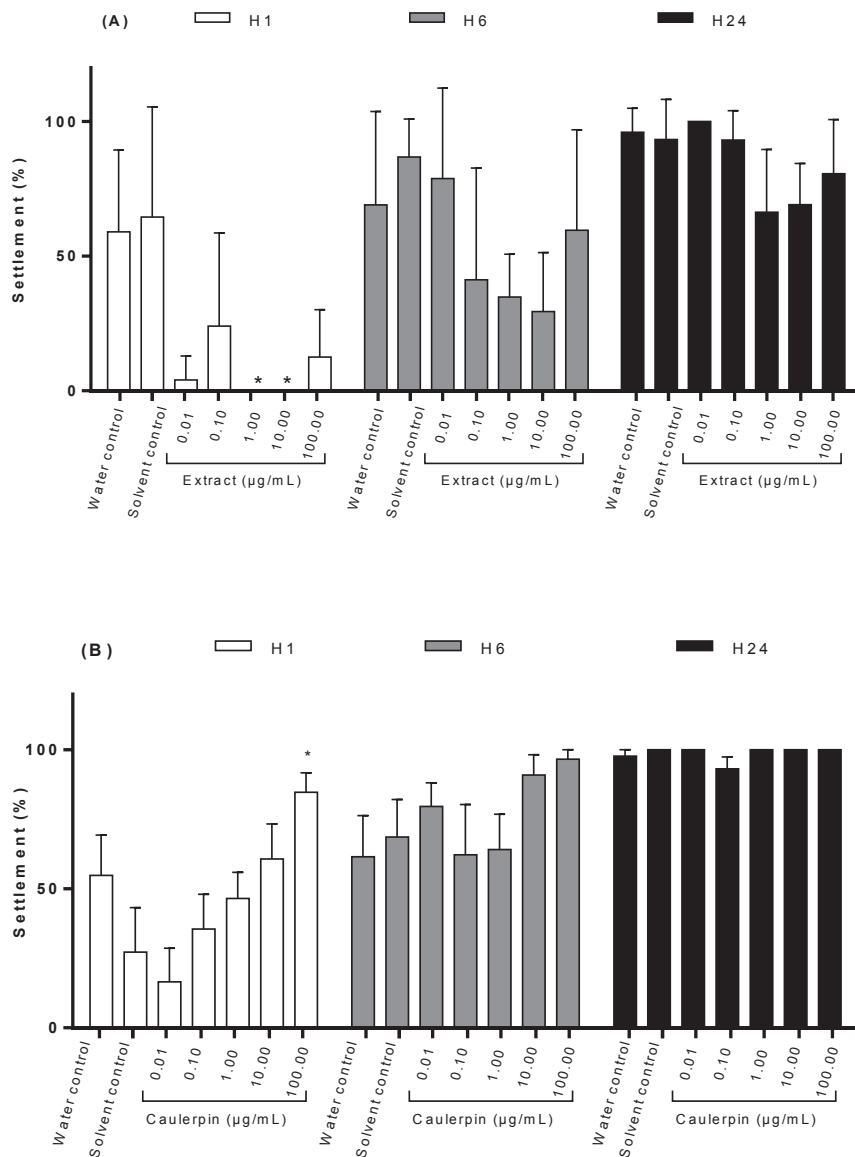 (A) H1 H6 H24
Settlement (%)
100
50
0
Water control Solvent control 0.01 0.10 1.00 10.00 100.00 Water control Solvent control 0.01 0.10 1.00 10.00 100.00 Water control Solvent control 0.01 0.10 1.00 10.00 100.00
* *
Extract (µg/mL) Extract (µg/mL) Extract (µg/mL)
(B) H1 H6 H24
Settlement (%)
100
50
0
*
Water control Solvent control 0.01 0.10 1.00 10.00 100.00 Water control Solvent control 0.01 0.10 1.00 10.00 100.00 Water control Solvent control 0.01 0.10 1.00 10.00 100.00
Caulerpin (µg/mL) Caulerpin (µg/mL) Caulerpin (µg/mL)